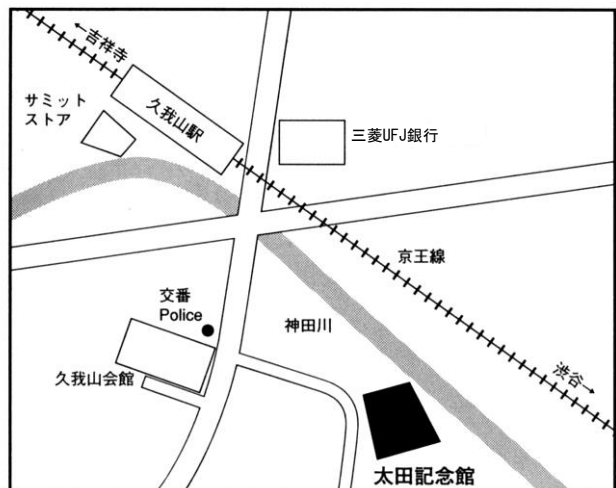 ←吉祥寺
サミット
ストア
久我山駅
三菱UFJ銀行
京王線
交番
Police
神田川
久我山会館
渋谷→
太田記念館